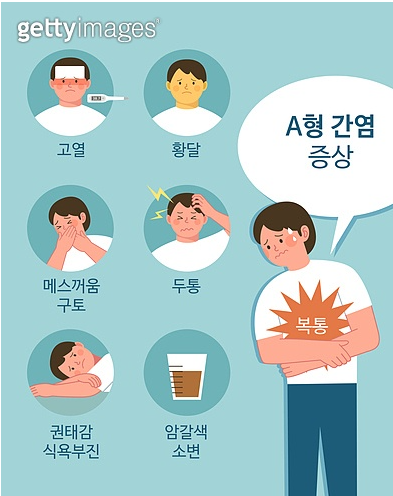 gettyimages
고열
황달
A형 간염
증상
메스꺼움
구토
두통
복통
권태감
식욕부진
암갈색
소변